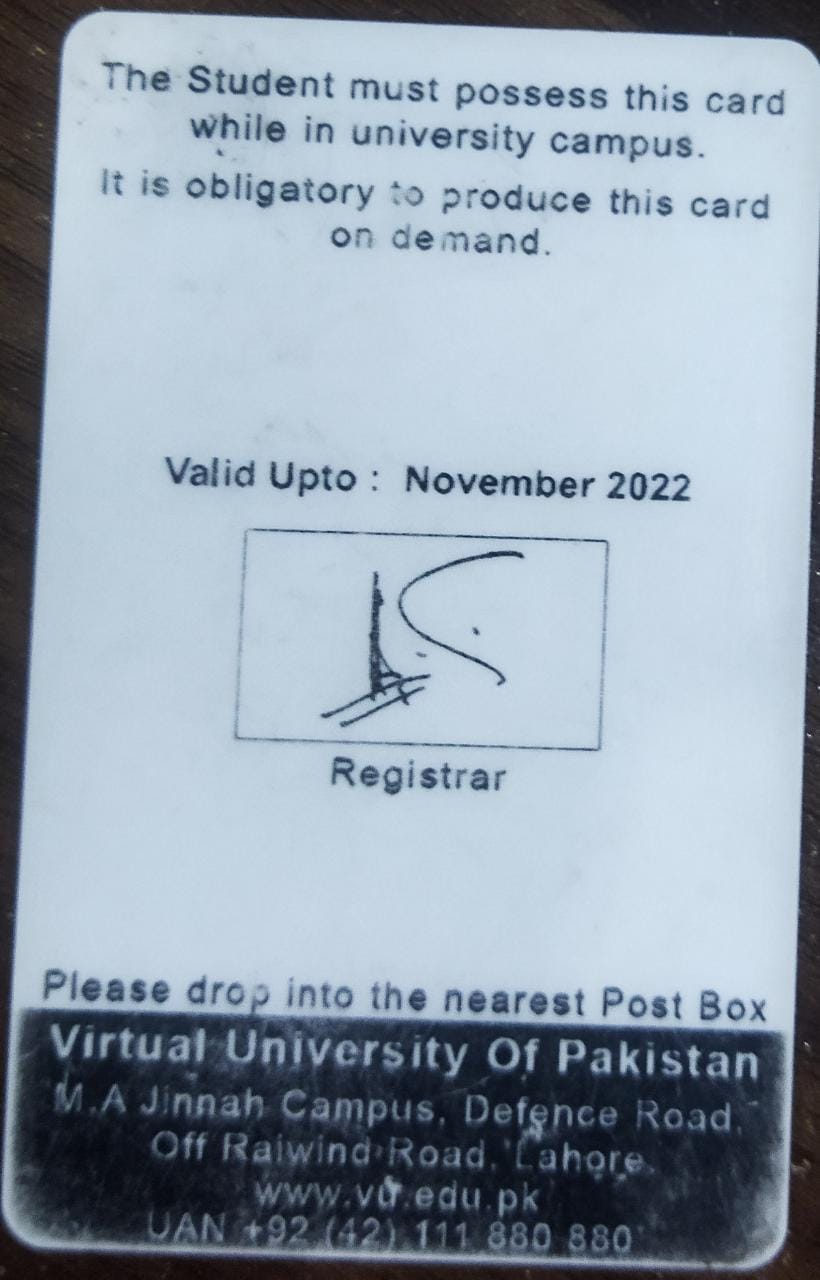 The Student must possess this card
while in university campus.
It is obligatory to produce this card
on demand.
Valid Upto : November 2022
Registrar
Please drop into the nearest Post Box
Virtual University Of Pakistan
M.A Jinnah Campus, Defence Road,
Off Raiwind Road, Lahore.
www.vu.edu.pk
UAN +92 (42) 111 880 880